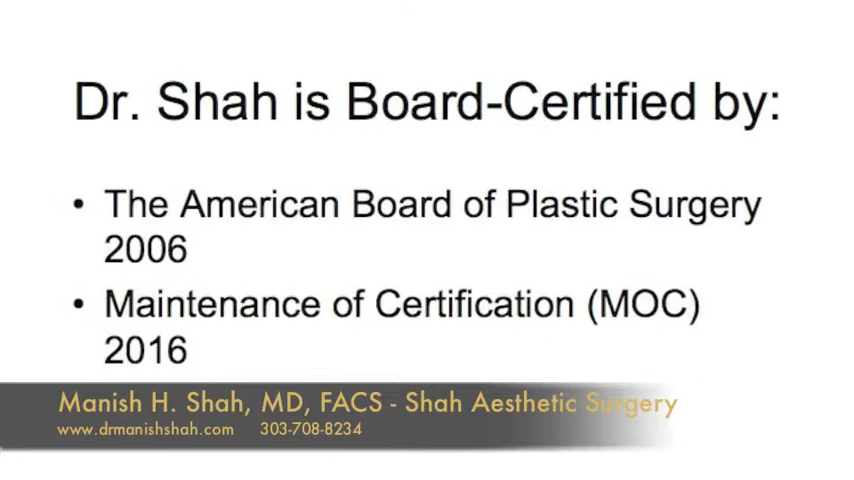 Dr. Shah is Board-Certified by:
• The American Board of Plastic Surgery
2006
• Maintenance of Certification (MOC)
2016
Manish H. Shah, MD, FACS - Shah Aesthetic Surgery
www.drmanishshah.com 303-708-8234